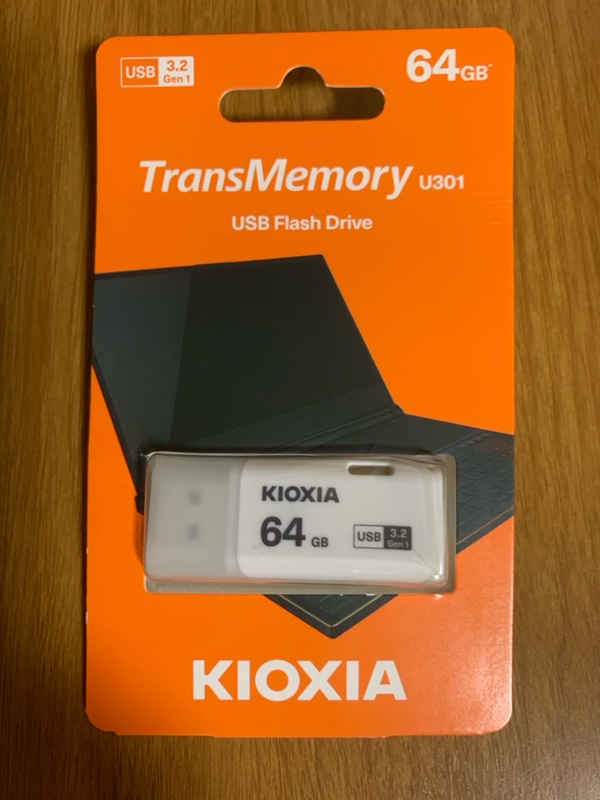 USB 3.2 Gen 1
64GB*
TransMemory U301
USB Flash Drive
KIOXIA
64 GB
USB 3.2 Gen 1
KIOXIA